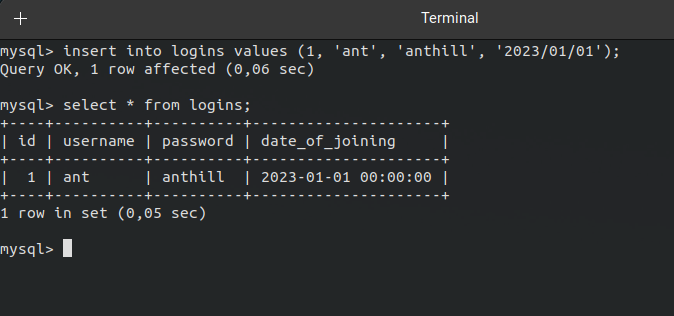 Terminal
mysql> insert into logins values (1, 'ant', 'anthill', '2023/01/01');
Query OK, 1 row affected (0,06 sec)
mysql> select * from logins;
+----+----------+----------+---------------------+
| id | username | password | date_of_joining     |
+----+----------+----------+---------------------+
|  1 | ant      | anthill  | 2023-01-01 00:00:00 |
+----+----------+----------+---------------------+
1 row in set (0,05 sec)
mysql>